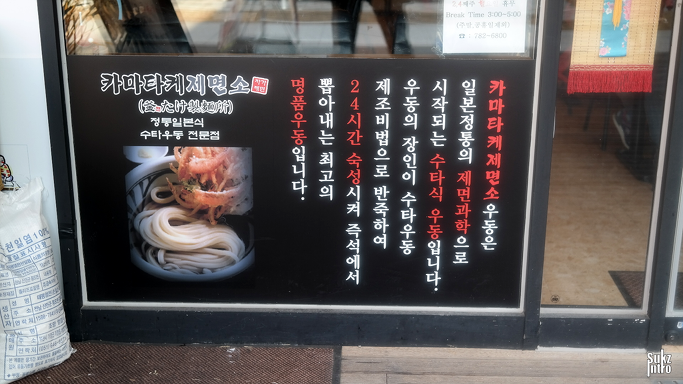 Break Time 3:00~5:00
카마타케제면소
자가제면
(釜たけ製麺所)
정통일본식
수타우동 전문점
카마타케제면소우동은
일본정통의 제면과학으로
시작되는 수타식 우동입니다.
우동의 장인이 수타우동
제조비법으로 반죽하여
24시간 숙성시켜 즉석에서
뽑아내는 최고의
명품우동입니다.
Sukz
Intro